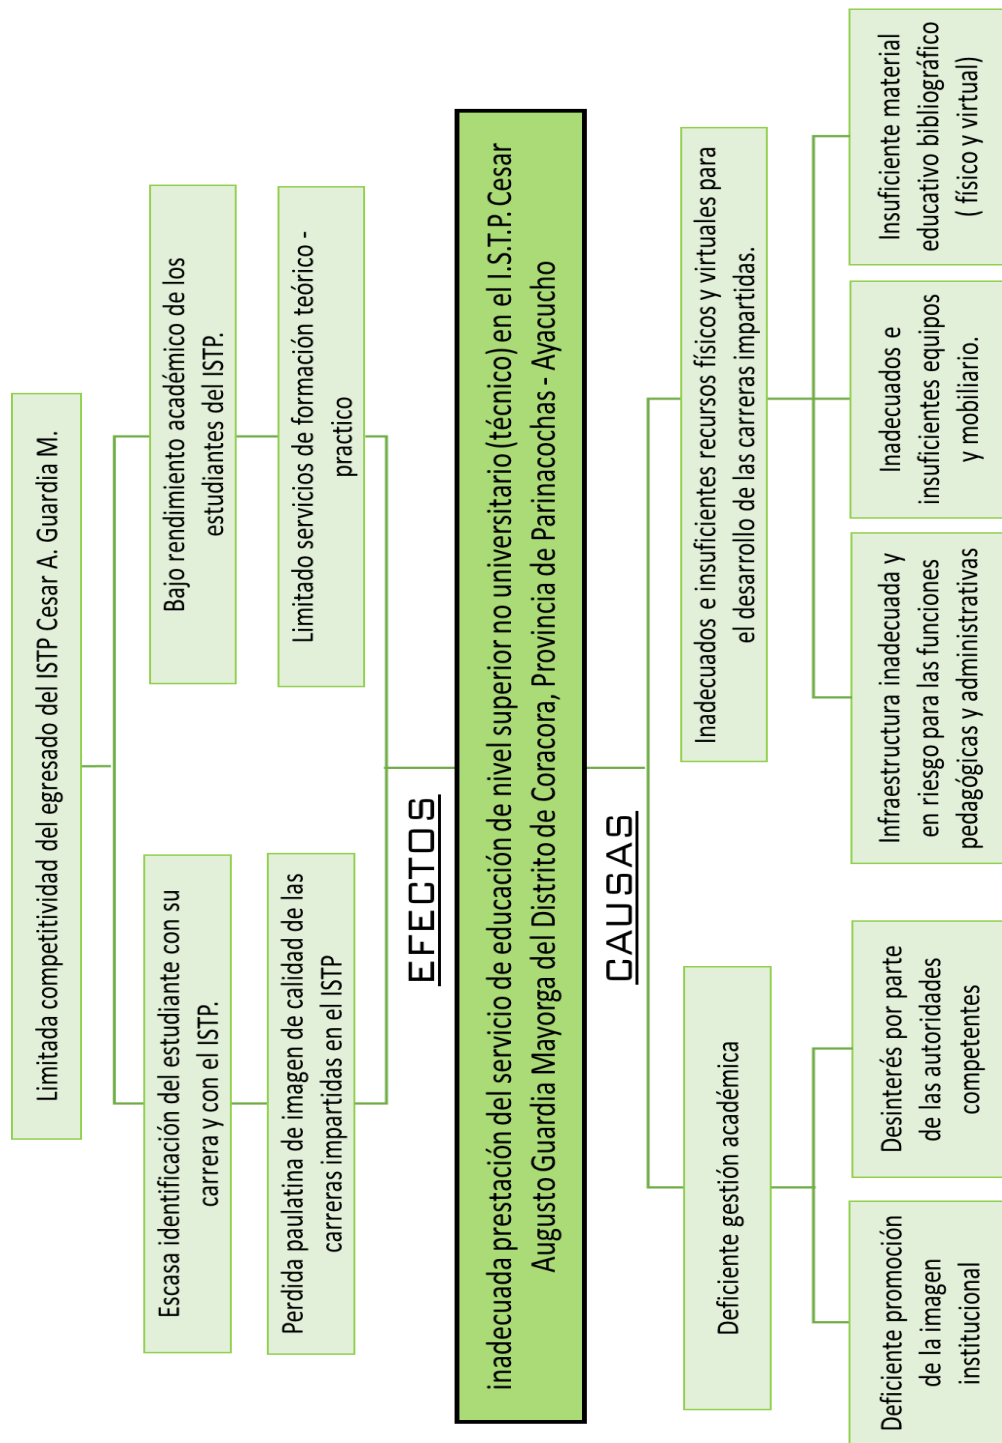 Limitada competitividad del egresado del ISTP Cesar A. Guardia M.
Escasa identificación del estudiante con su
carrera y con el ISTP.
Bajo rendimiento académico de los
estudiantes del ISTP.
Perdida paulatina de imagen de calidad de las
carreras impartidas en el ISTP
Limitado servicios de formación teórico -
practico
EFECTOS
inadecuada prestación del servicio de educación de nivel superior no universitario (técnico) en el I.S.T.P. Cesar
Augusto Guardia Mayorga del Distrito de Coracora, Provincia de Parinacochas - Ayacucho
CAUSAS
Deficiente gestión académica
Inadecuados e insuficientes recursos físicos y virtuales para
el desarrollo de las carreras impartidas.
Deficiente promoción
de la imagen
institucional
Desinterés por parte
de las autoridades
competentes
Infraestructura inadecuada y
en riesgo para las funciones
pedagógicas y administrativas
Inadecuados e
insuficientes equipos
y mobiliario.
Insuficiente material
educativo bibliográfico
( físico y virtual)